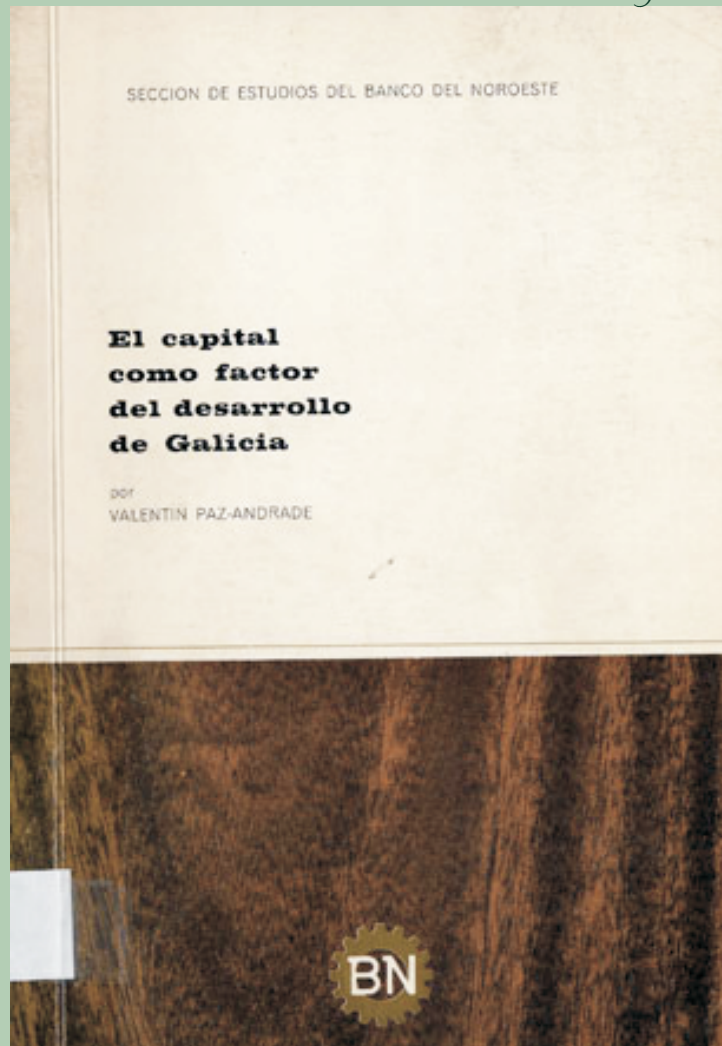 SECCION DE ESTUDIOS DEL BANCO DEL NOROESTE
El capital
como factor
del desarrollo
de Galicia
por
VALENTIN PAZ-ANDRADE
BN